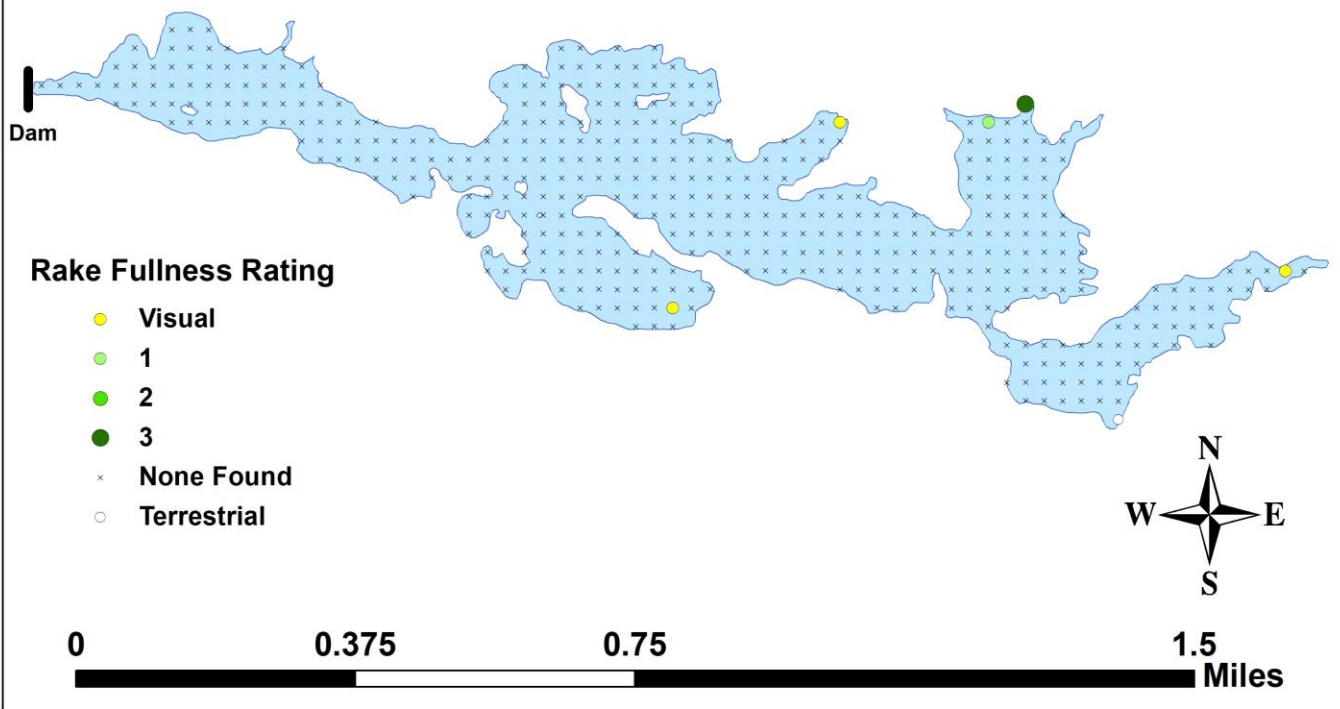 Dam
Rake Fullness Rating
Visual
1
2
3
None Found
Terrestrial
N
W E
S
0 0.375 0.75 1.5
Miles